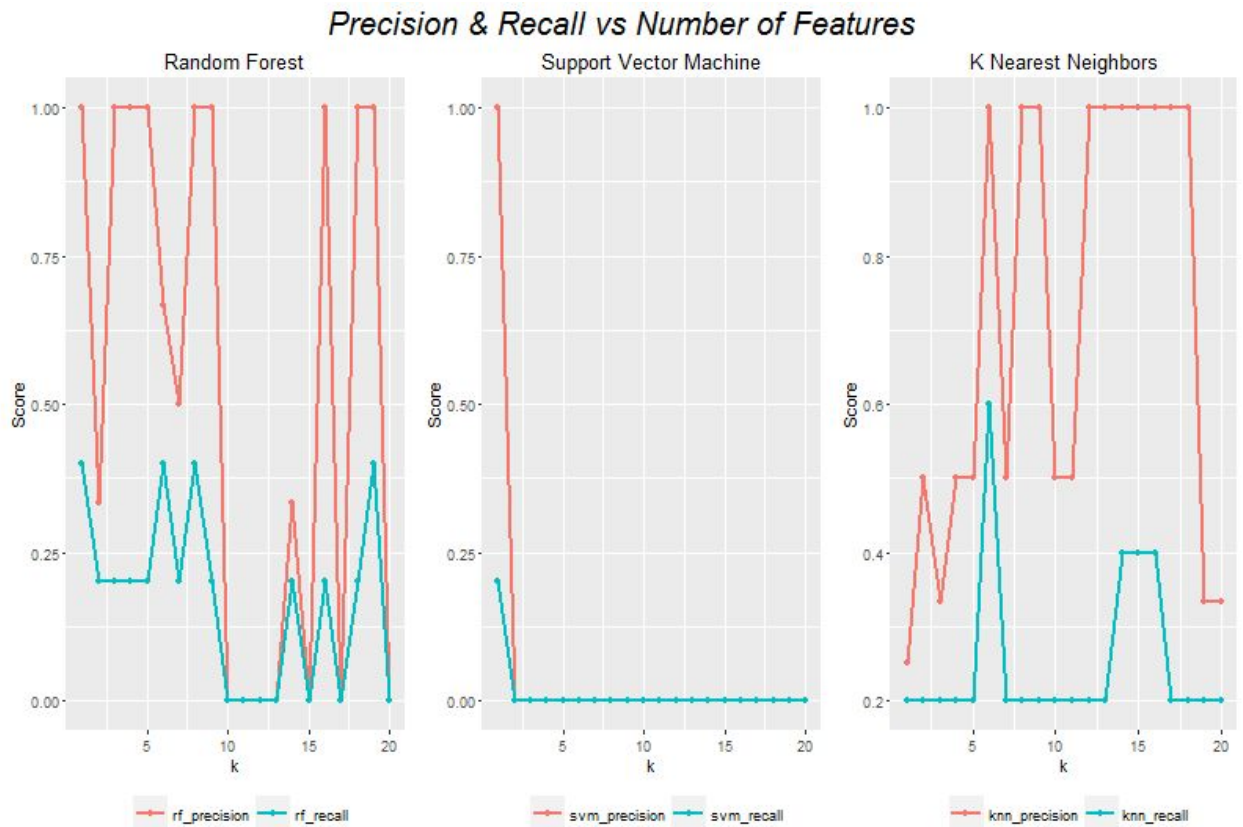 Precision & Recall vs Number of Features
Random Forest
Support Vector Machine
K Nearest Neighbors
Score
1.00
0.75
0.50
0.25
0.00
5
10
15
20
k
Score
1.00
0.75
0.50
0.25
0.00
5
10
15
20
k
Score
1.0
0.8
0.6
0.4
0.2
5
10
15
20
k
rf_precision
rf_recall
svm_precision
svm_recall
knn_precision
knn_recall